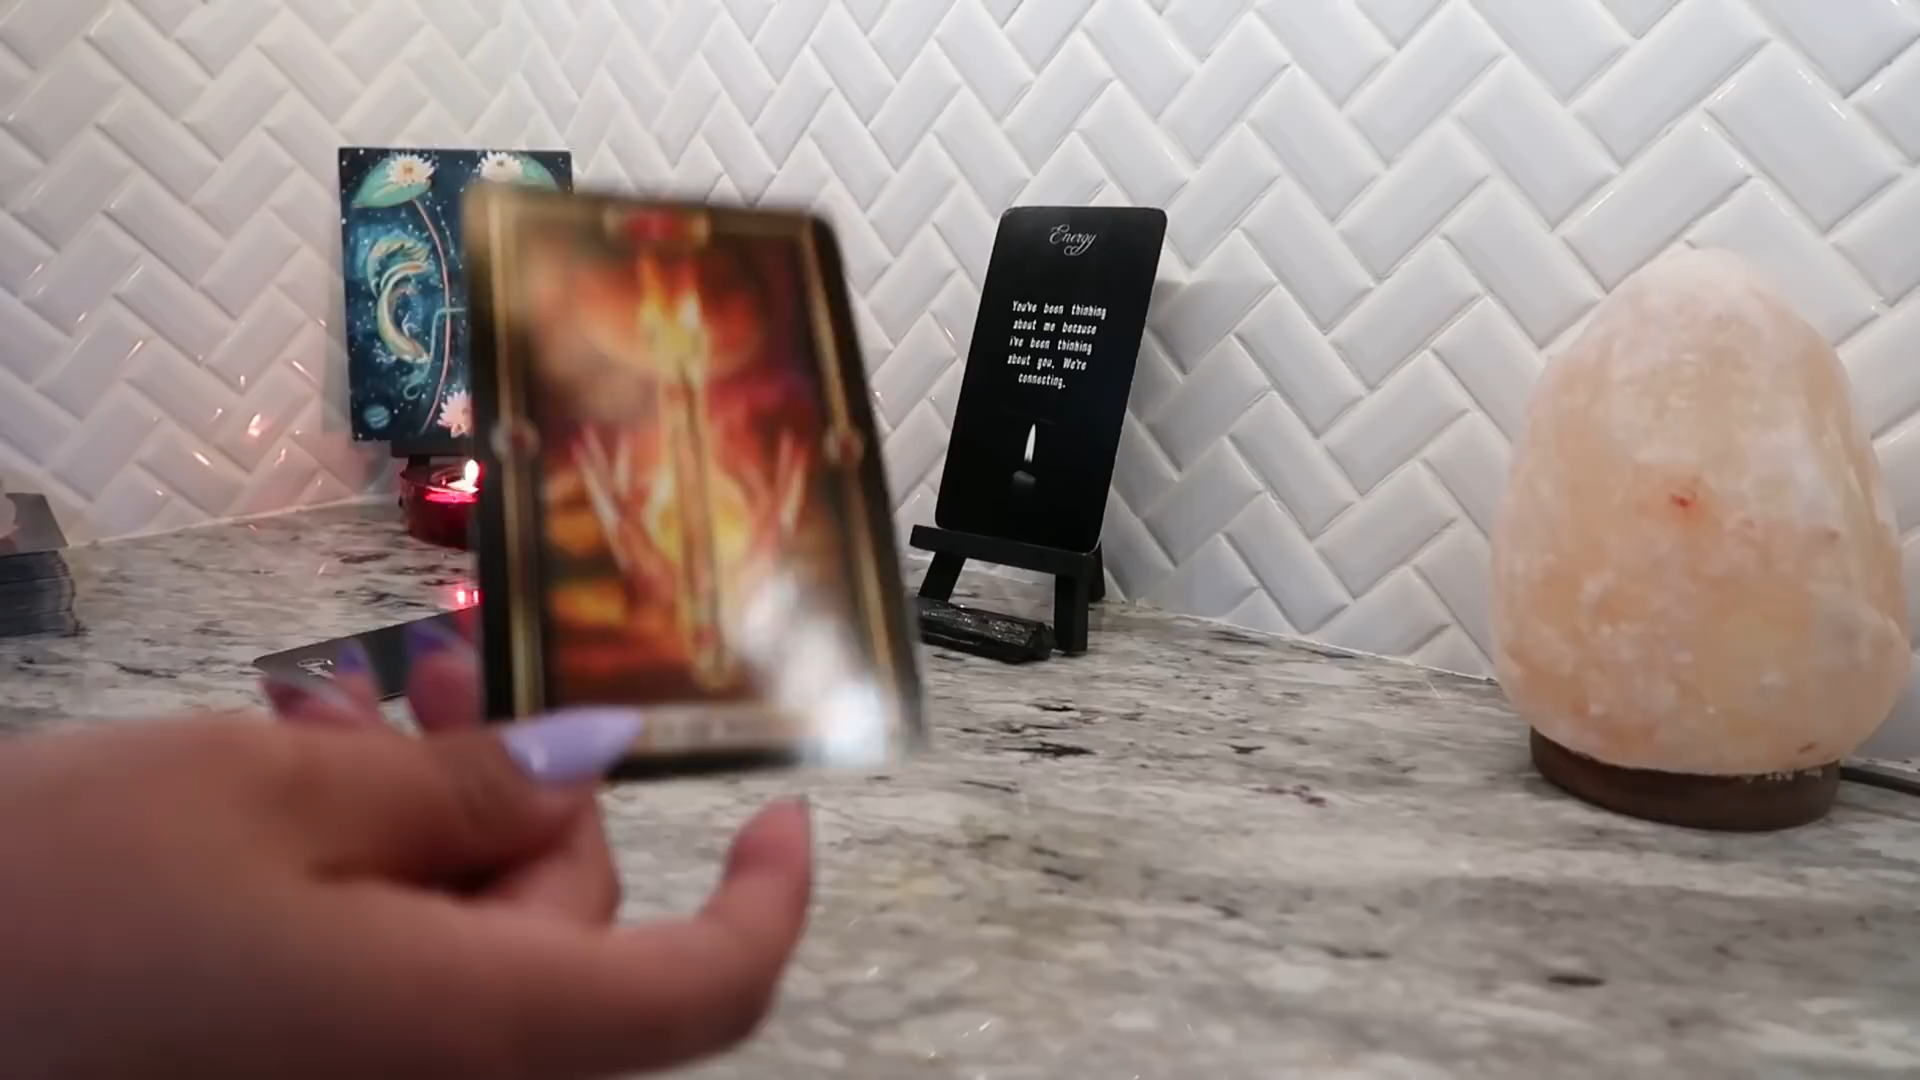 Energy
You've been thinking
about me because
i've been thinking
about you. We're
connecting.